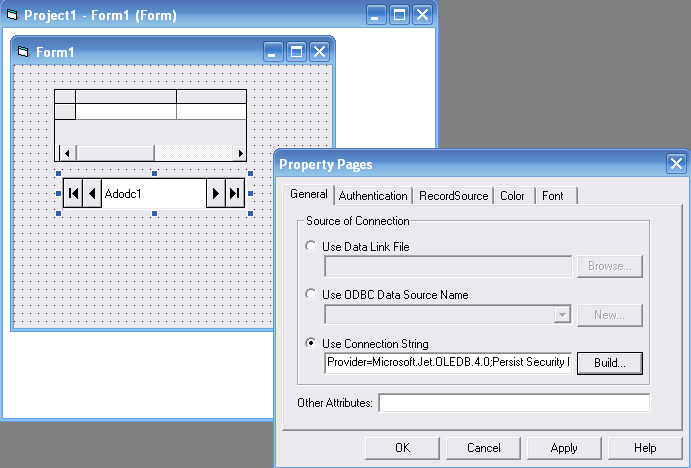 Project1 - Form1 (Form)
Form1
Adodc1
Property Pages
General Authentication RecordSource Color Font
Source of Connection
Use Data Link File
Browse...
Use ODBC Data Source Name
New...
Use Connection String
Provider=Microsoft.Jet.OLEDB.4.0;Persist Security I
Build...
Other Attributes:
OK Cancel Apply Help